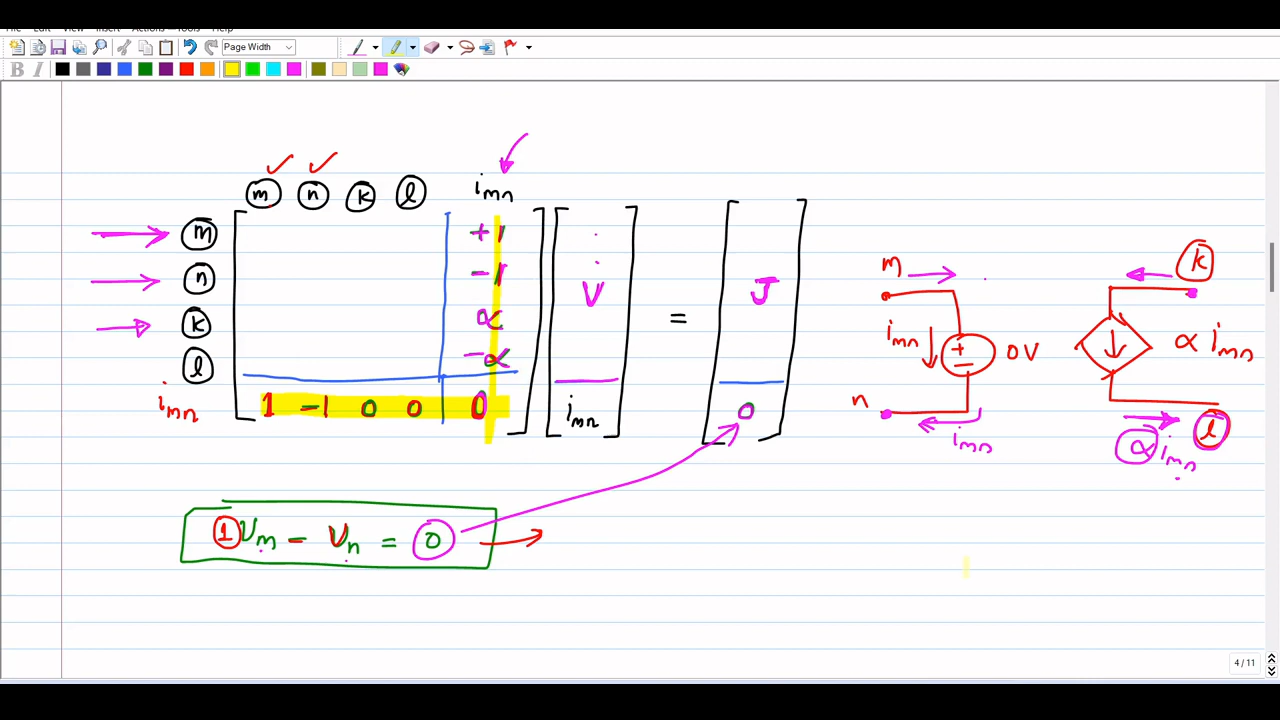 Page Width
B I
m n k l i_mn
m +1
n -1
k α
l -α
i_mn 1 -1 0 0 0
V
i_mn
=
J
0
m
i_mn
+
−
0V
n
i_mn
k
α i_mn
l
α i_mn
1 V_m - V_n = 0
4 / 11